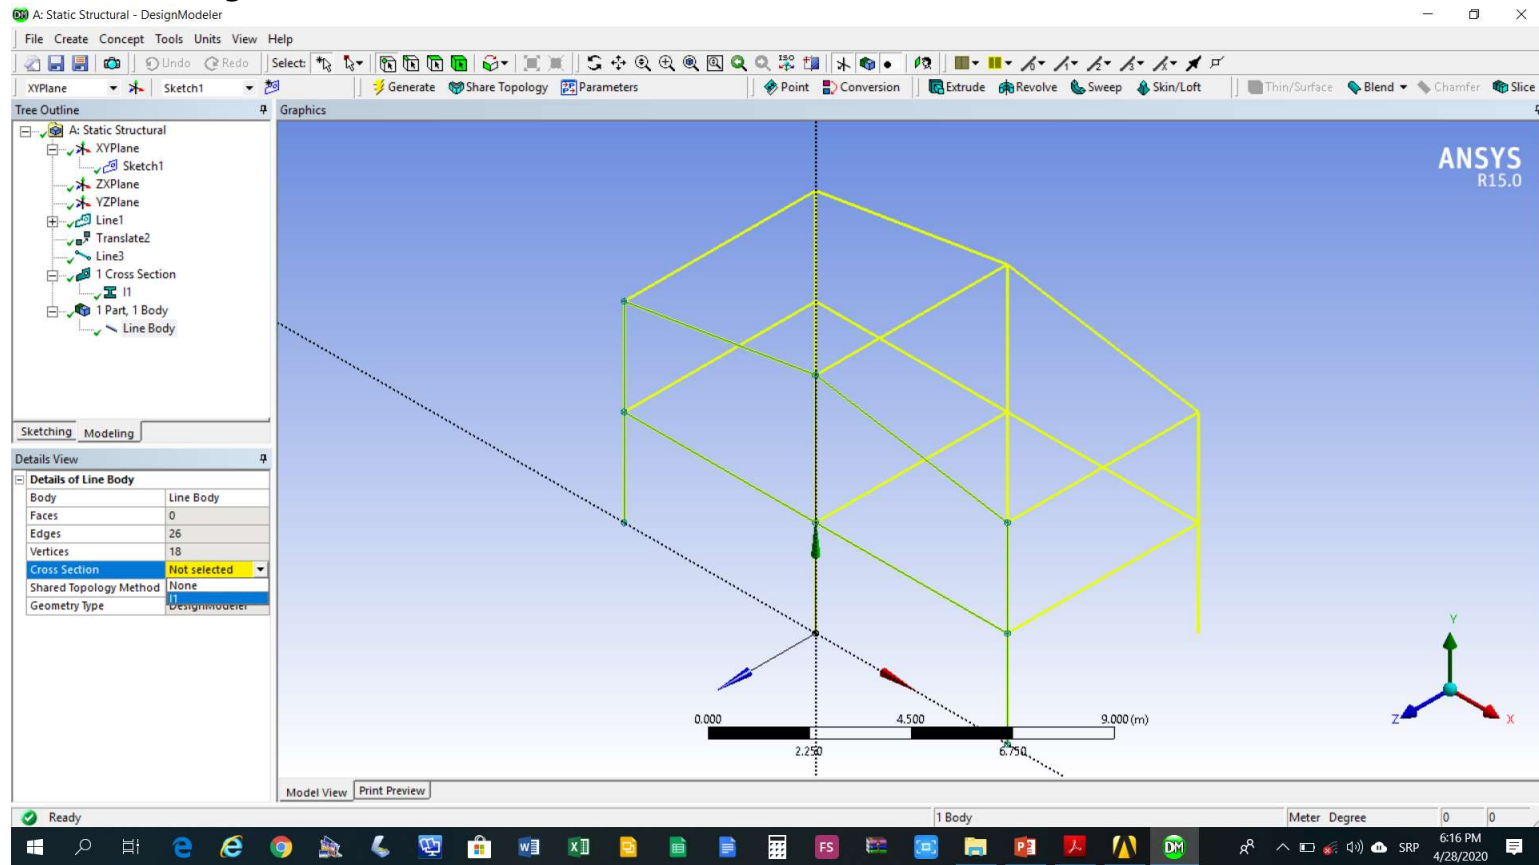 A: Static Structural - DesignModeler
File Create Concept Tools Units View Help
Undo Redo Select:
XYPlane Sketch1 Generate Share Topology Parameters Point Conversion Extrude Revolve Sweep Skin/Loft Thin/Surface Blend Chamfer Slice
Tree Outline
A: Static Structural
XYPlane
Sketch1
ZXPlane
YZPlane
Line1
Translate2
Line3
1 Cross Section
I1
1 Part, 1 Body
Line Body
Sketching Modeling
Details View
Details of Line Body
Body Line Body
Faces 0
Edges 26
Vertices 18
Cross Section Not selected
Shared Topology Method None
I1
Geometry Type DesignModeler
Graphics
ANSYS
R15.0
0.000 4.500 9.000 (m)
2.250 6.750
Y
Z X
Model View Print Preview
Ready 1 Body Meter Degree 0 0
SRP 6:16 PM
4/28/2020